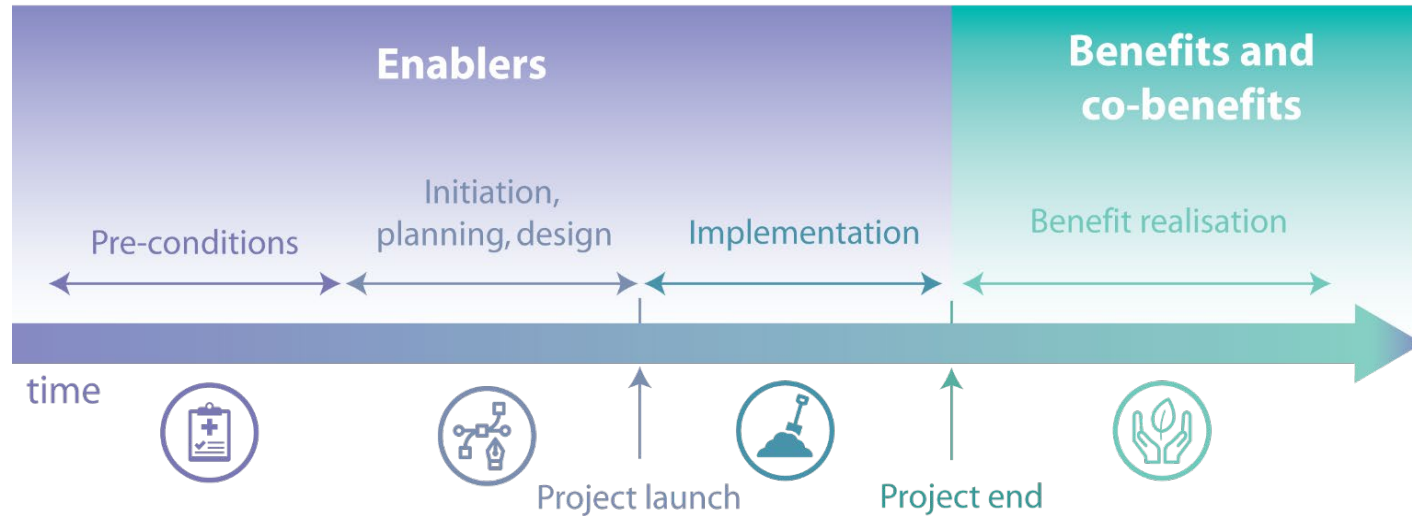 Enablers
Benefits and
co-benefits
Pre-conditions
Initiation,
planning, design
Implementation
Benefit realisation
time
Project launch
Project end